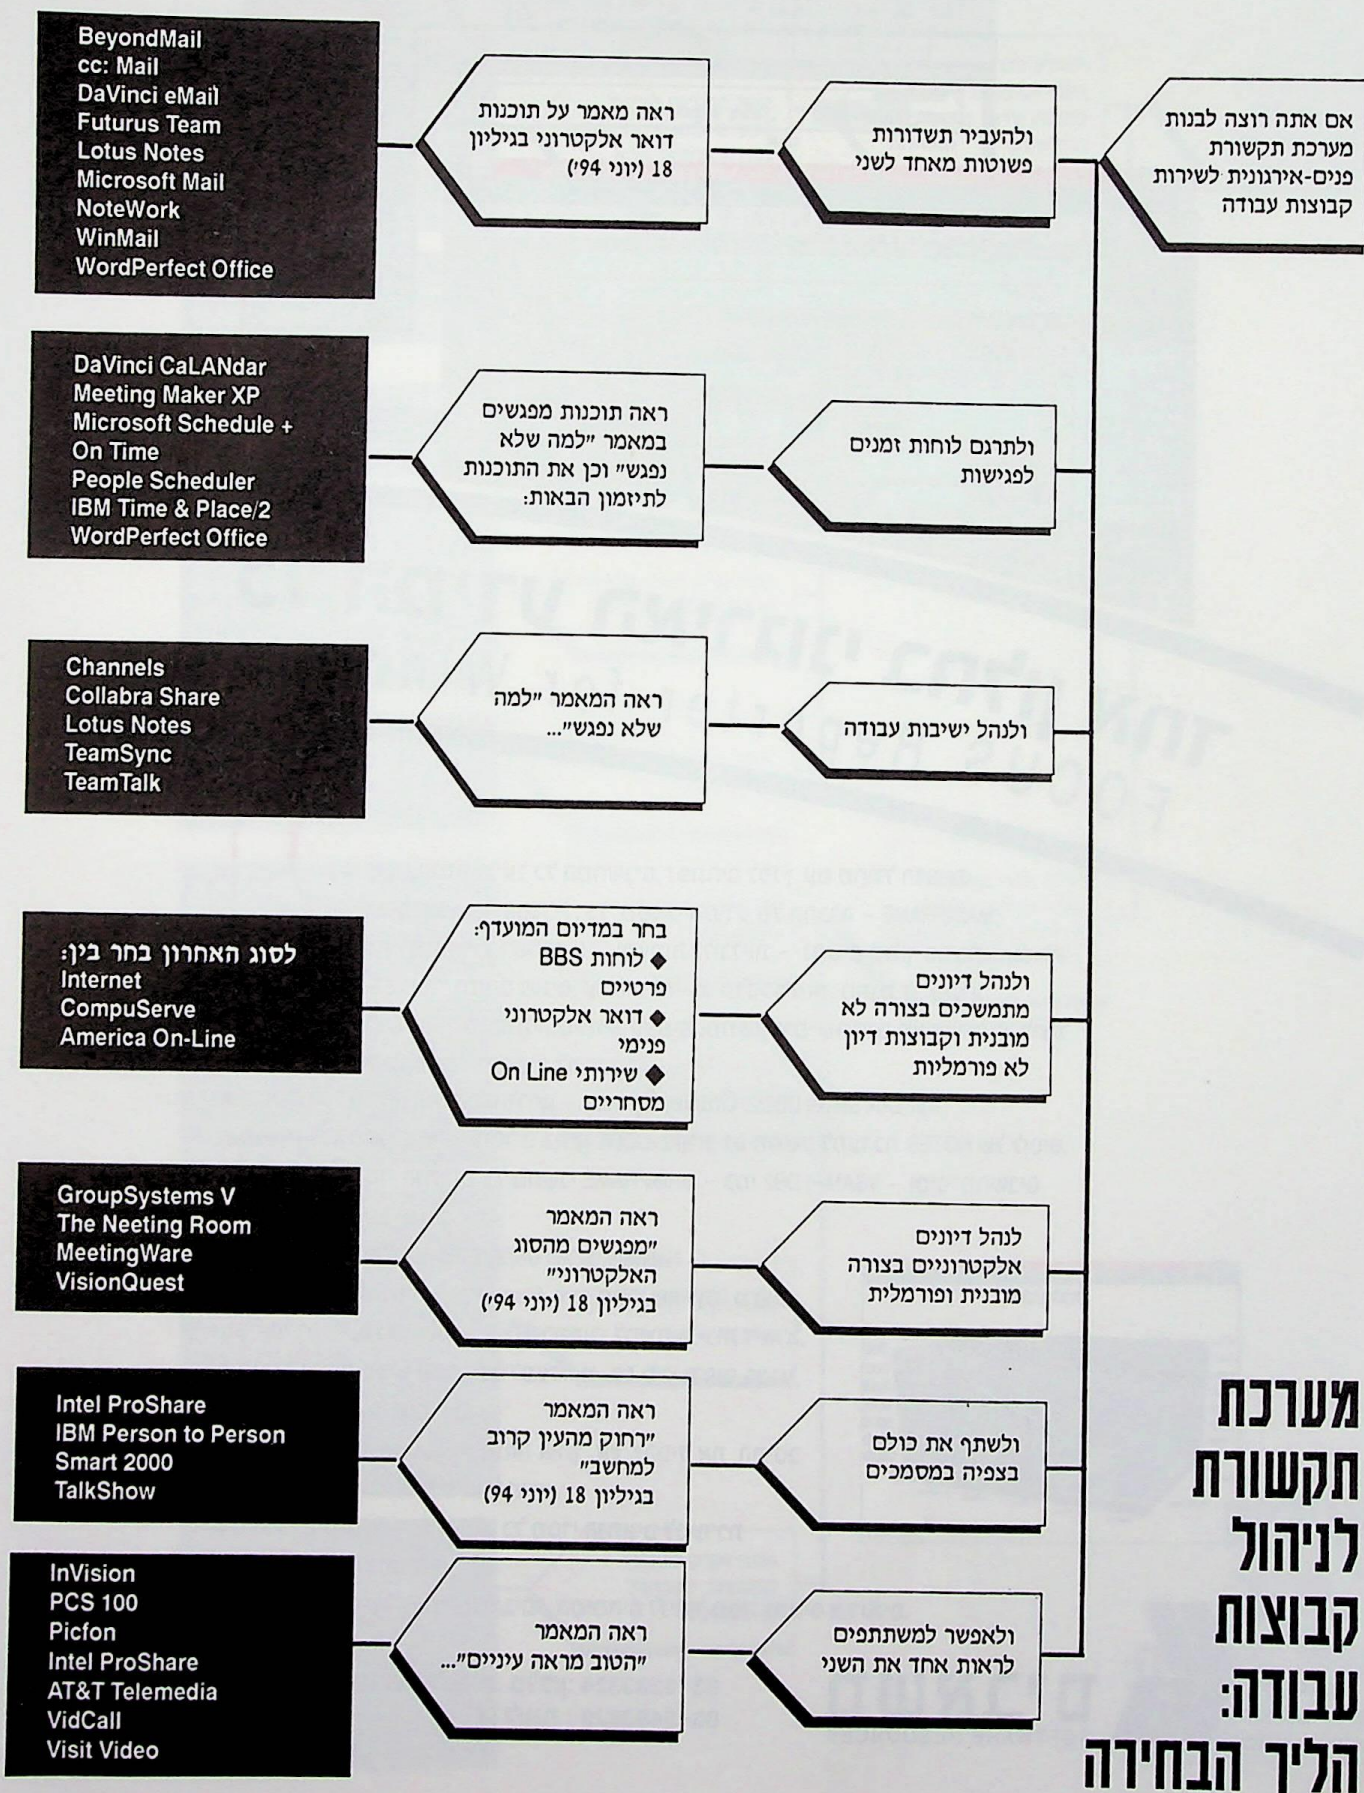 אם אתה רוצה לבנות
מערכת תקשורת
פנים-אירגונית לשירות
קבוצות עבודה
ולהעביר תשדורות
פשוטות מאחד לשני
ראה מאמר על תוכנות
דואר אלקטרוני בגיליון
18 (יוני 94')
BeyondMail
cc: Mail
DaVinci eMail
Futurus Team
Lotus Notes
Microsoft Mail
NoteWork
WinMail
WordPerfect Office
ולתרגם לוחות זמנים
לפגישות
ראה תוכנות מפגשים
במאמר "למה שלא
נפגש" וכן את התוכנות
לתיזמון הבאות:
DaVinci CaLANdar
Meeting Maker XP
Microsoft Schedule +
On Time
People Scheduler
IBM Time & Place/2
WordPerfect Office
ולנהל ישיבות עבודה
ראה המאמר "למה
שלא נפגש"...
Channels
Collabra Share
Lotus Notes
TeamSync
TeamTalk
ולנהל דיונים
מתמשכים בצורה לא
מובנית וקבוצות דיון
לא פורמליות
בחר במדיום המועדף:
◆ לוחות BBS
פרטיים
◆ דואר אלקטרוני
פנימי
◆ שירותי On Line
מסחריים
לסוג האחרון בחר בין:
Internet
CompuServe
America On-Line
לנהל דיונים
אלקטרוניים בצורה
מובנית ופורמלית
ראה המאמר
"מפגשים מהסוג
האלקטרוני"
בגיליון 18 (יוני 94')
GroupSystems V
The Neeting Room
MeetingWare
VisionQuest
ולשתף את כולם
בצפיה במסמכים
ראה המאמר
"רחוק מהעין קרוב
למחשב"
בגיליון 18 (יוני 94)
Intel ProShare
IBM Person to Person
Smart 2000
TalkShow
ולאפשר למשתתפים
לראות אחד את השני
ראה המאמר
"הטוב מראה עיניים"...
InVision
PCS 100
Picfon
Intel ProShare
AT&T Telemedia
VidCall
Visit Video
מערכת
תקשורת
לניהול
קבוצות
עבודה:
הליך הבחירה